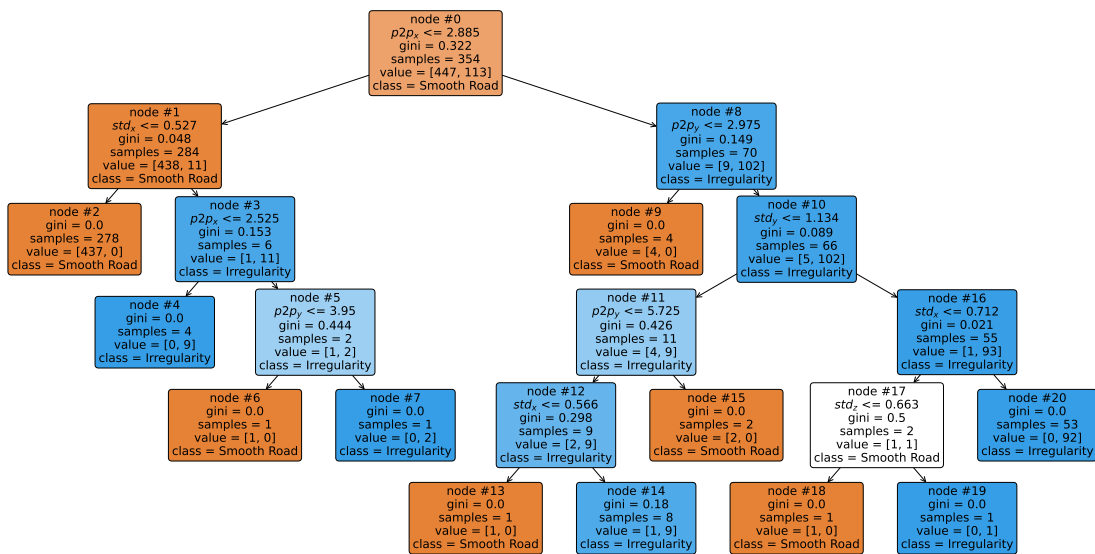 node #0
p2p_x <= 2.885
gini = 0.322
samples = 354
value = [447, 113]
class = Smooth Road
node #1
std_x <= 0.527
gini = 0.048
samples = 284
value = [438, 11]
class = Smooth Road
node #8
p2p_y <= 2.975
gini = 0.149
samples = 70
value = [9, 102]
class = Irregularity
node #2
gini = 0.0
samples = 278
value = [437, 0]
class = Smooth Road
node #3
p2p_x <= 2.525
gini = 0.153
samples = 6
value = [1, 11]
class = Irregularity
node #9
gini = 0.0
samples = 4
value = [4, 0]
class = Smooth Road
node #10
std_y <= 1.134
gini = 0.089
samples = 66
value = [5, 102]
class = Irregularity
node #4
gini = 0.0
samples = 4
value = [0, 9]
class = Irregularity
node #5
p2p_y <= 3.95
gini = 0.444
samples = 2
value = [1, 2]
class = Irregularity
node #11
p2p_y <= 5.725
gini = 0.426
samples = 11
value = [4, 9]
class = Irregularity
node #16
std_x <= 0.712
gini = 0.021
samples = 55
value = [1, 93]
class = Irregularity
node #6
gini = 0.0
samples = 1
value = [1, 0]
class = Smooth Road
node #7
gini = 0.0
samples = 1
value = [0, 2]
class = Irregularity
node #12
std_x <= 0.566
gini = 0.298
samples = 9
value = [2, 9]
class = Irregularity
node #15
gini = 0.0
samples = 2
value = [2, 0]
class = Smooth Road
node #17
std_z <= 0.663
gini = 0.5
samples = 2
value = [1, 1]
class = Smooth Road
node #20
gini = 0.0
samples = 53
value = [0, 92]
class = Irregularity
node #13
gini = 0.0
samples = 1
value = [1, 0]
class = Smooth Road
node #14
gini = 0.18
samples = 8
value = [1, 9]
class = Irregularity
node #18
gini = 0.0
samples = 1
value = [1, 0]
class = Smooth Road
node #19
gini = 0.0
samples = 1
value = [0, 1]
class = Irregularity